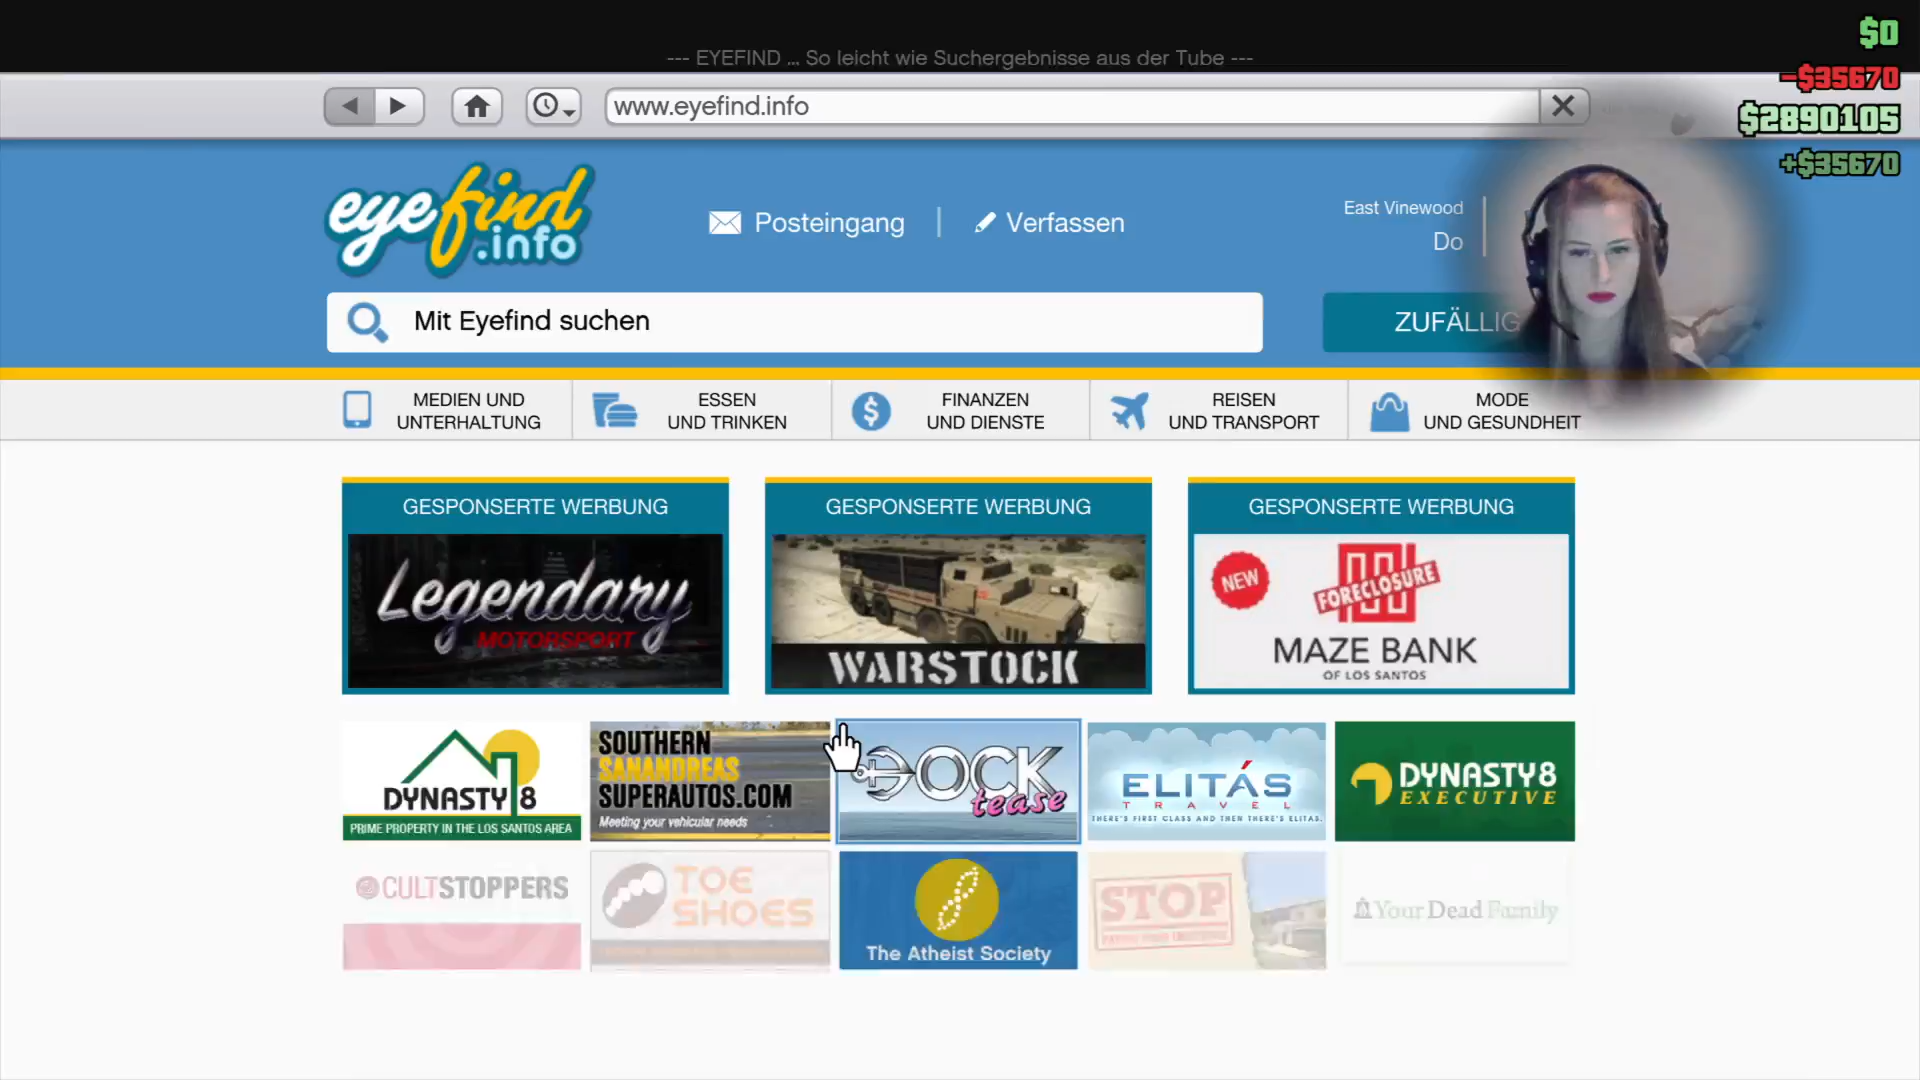 --- EYEFIND ... So leicht wie Suchergebnisse aus der Tube ---
$0
-$35670
$2890105
+$35670
www.eyefind.info
eyefind
.info
Posteingang
Verfassen
East Vinewood
Do
Mit Eyefind suchen
ZUFÄLLIG
MEDIEN UND
UNTERHALTUNG
ESSEN
UND TRINKEN
FINANZEN
UND DIENSTE
REISEN
UND TRANSPORT
MODE
UND GESUNDHEIT
GESPONSERTE WERBUNG
GESPONSERTE WERBUNG
GESPONSERTE WERBUNG
Legendary
MOTORSPORT
WARSTOCK
NEW
FORECLOSURE
MAZE BANK
OF LOS SANTOS
DYNASTY 8
PRIME PROPERTY IN THE LOS SANTOS AREA
SOUTHERN
SANANDREAS
SUPERAUTOS.COM
Meeting your vehicular needs
DOCK
tease
ELITÁS
TRAVEL
THERE'S FIRST CLASS AND THEN THERE'S ELITAS.
DYNASTY 8
EXECUTIVE
CULTSTOPPERS
TOE
SHOES
The Atheist Society
STOP
Your Dead Family